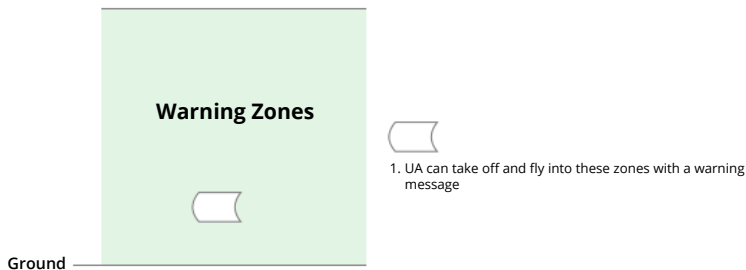 Warning Zones
1. UA can take off and fly into these zones with a warning
message
Ground